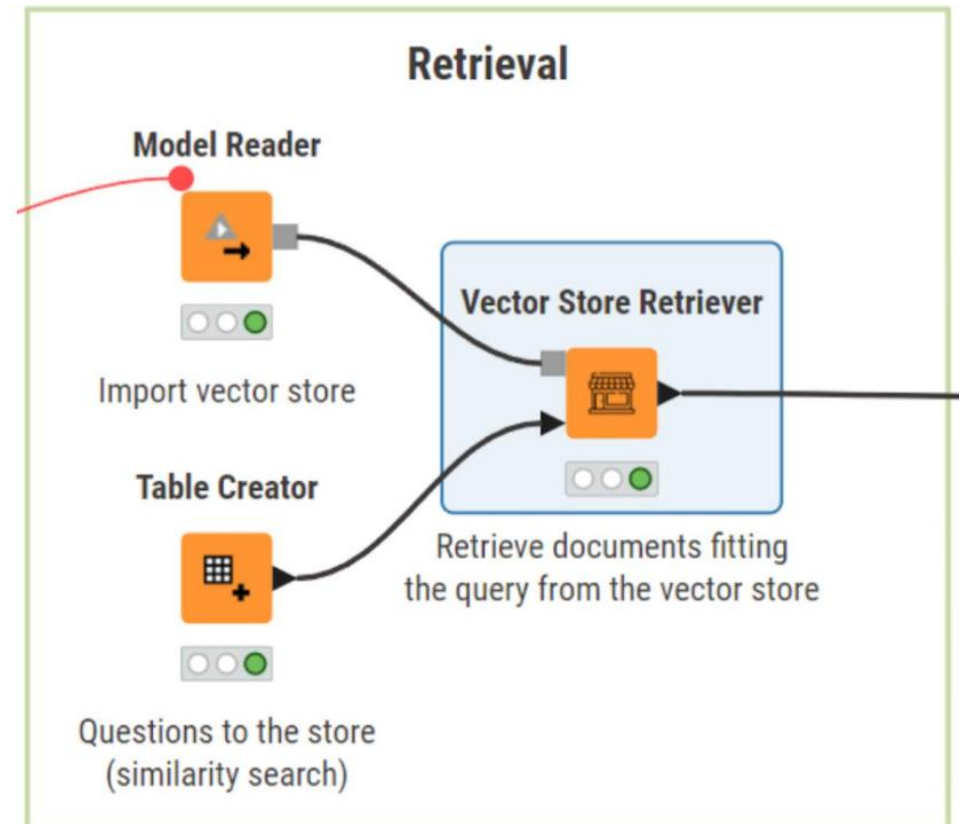 Retrieval
Model Reader
Import vector store
Vector Store Retriever
Retrieve documents fitting
the query from the vector store
Table Creator
Questions to the store
(similarity search)